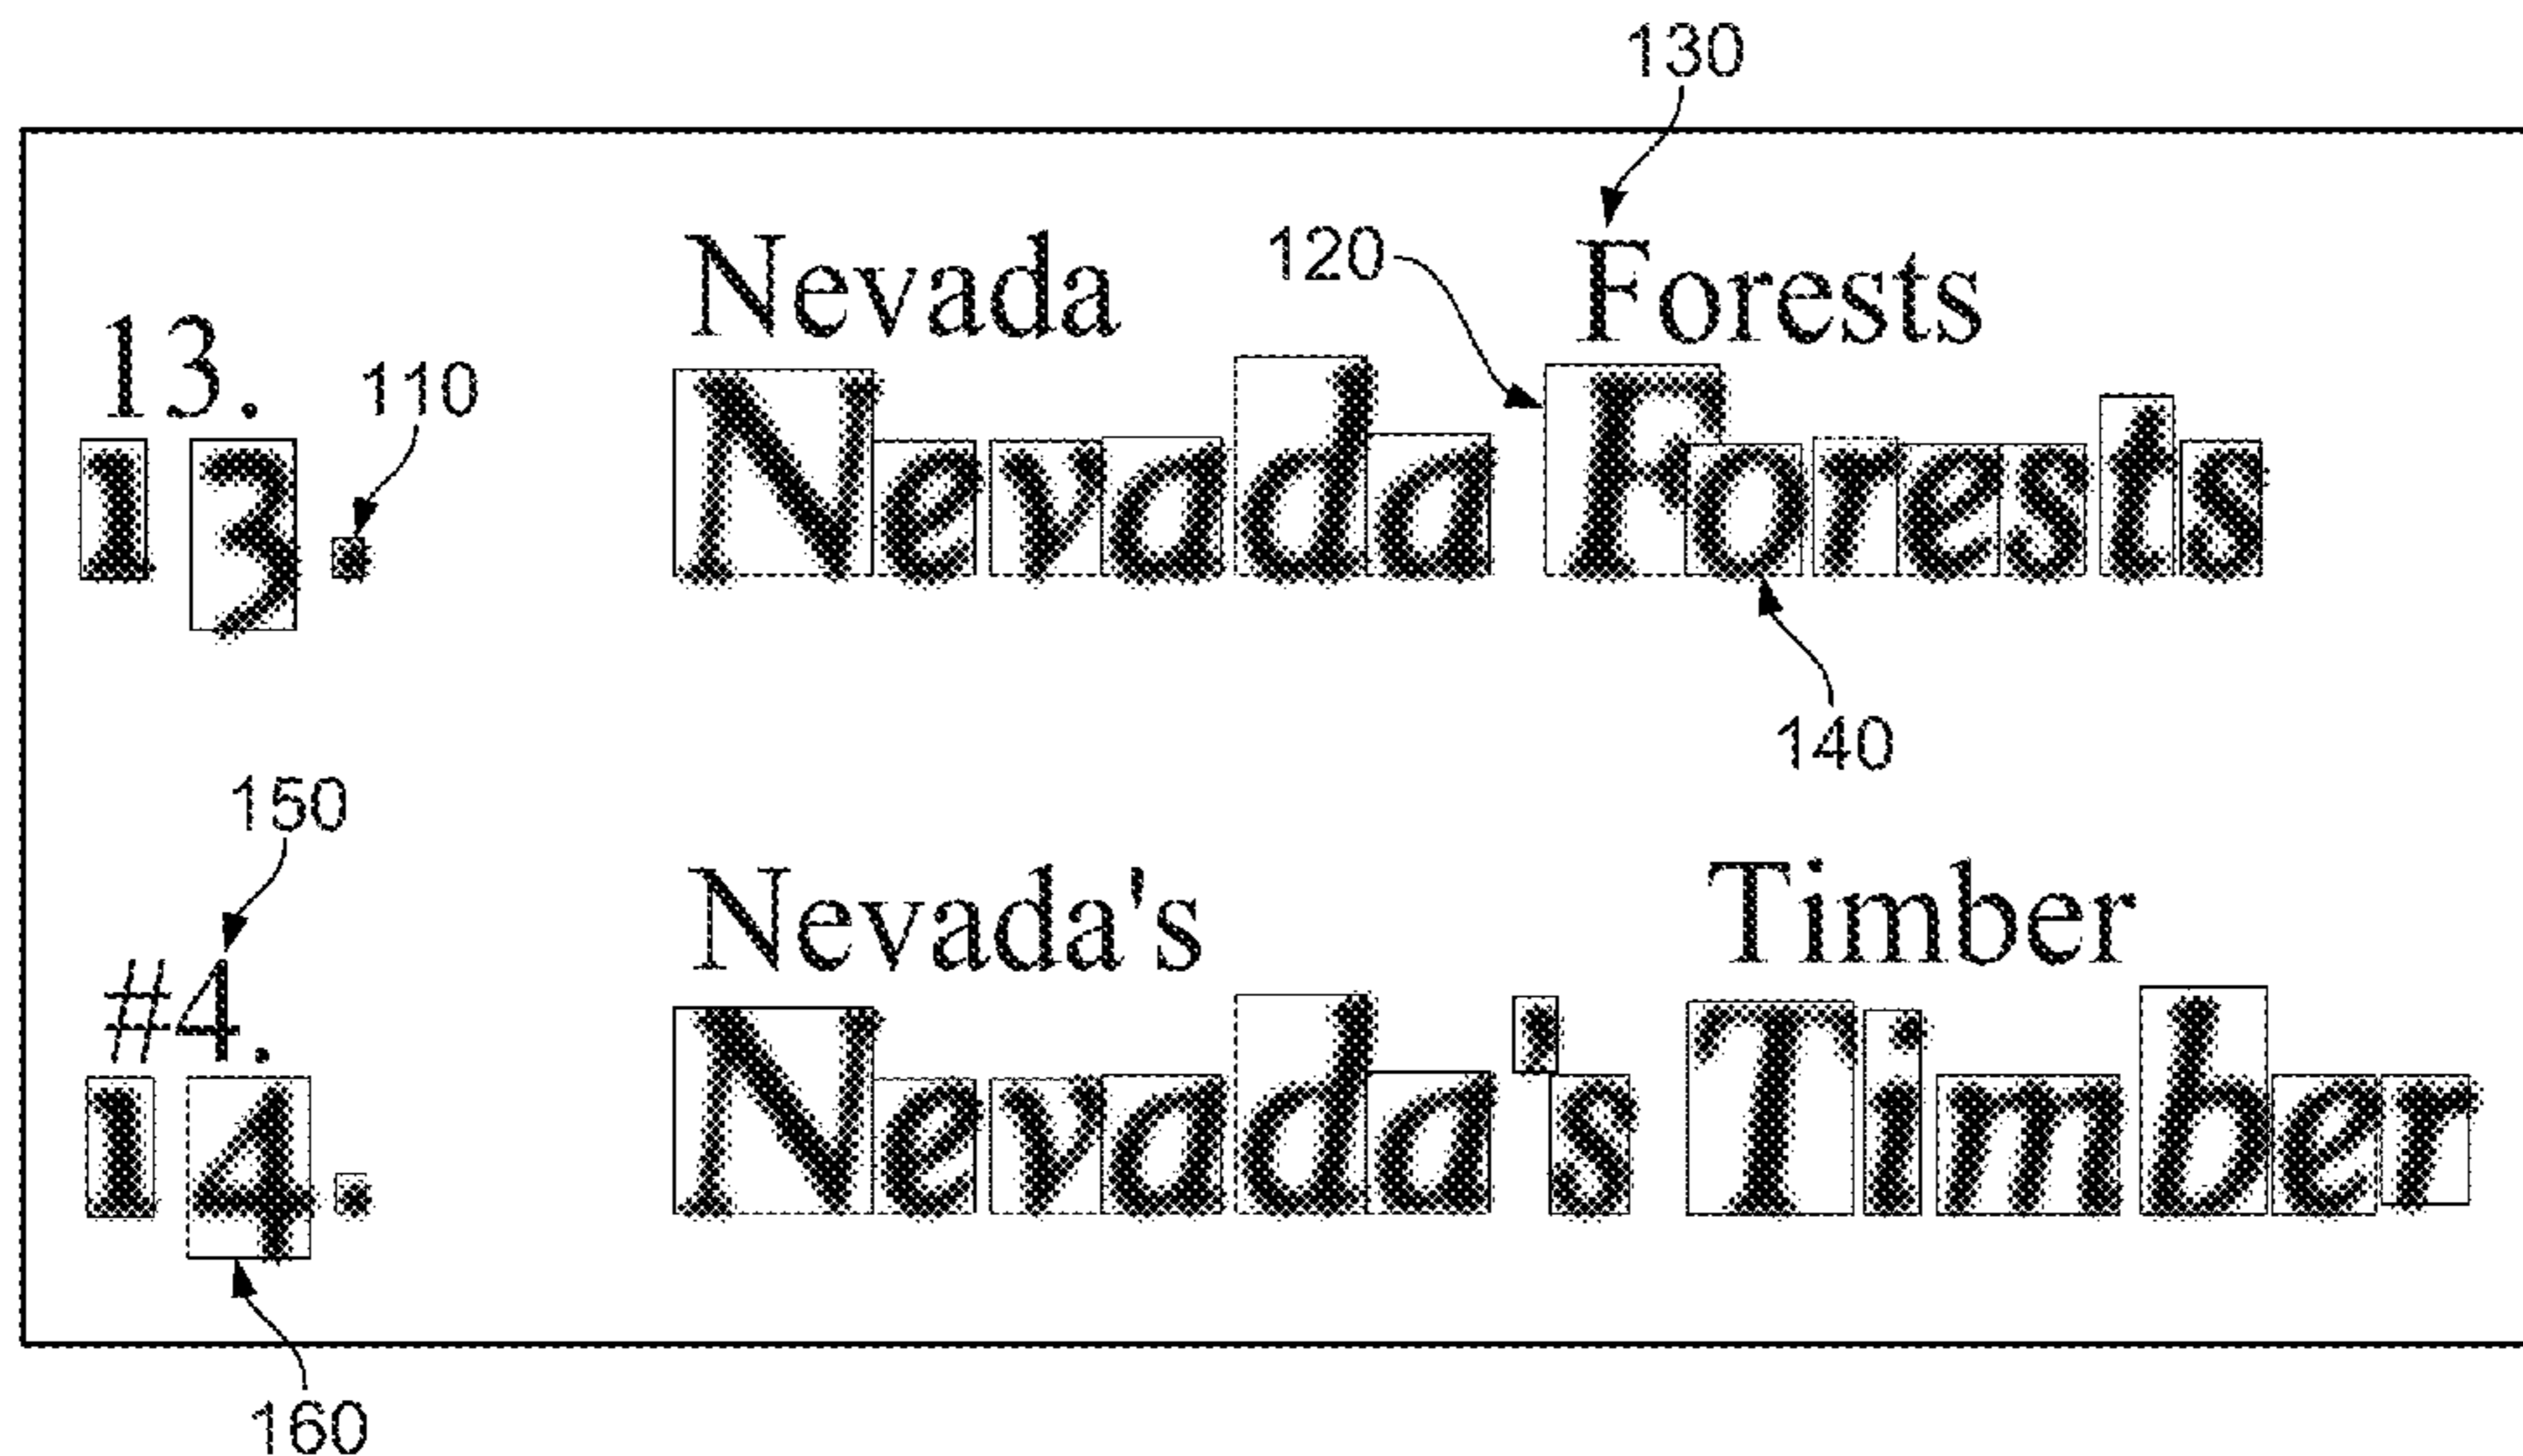 130
120
Nevada Forests
13.
110
13. Nevada Forests
140
150
Nevada's Timber
#4.
14. Nevada's Timber
160